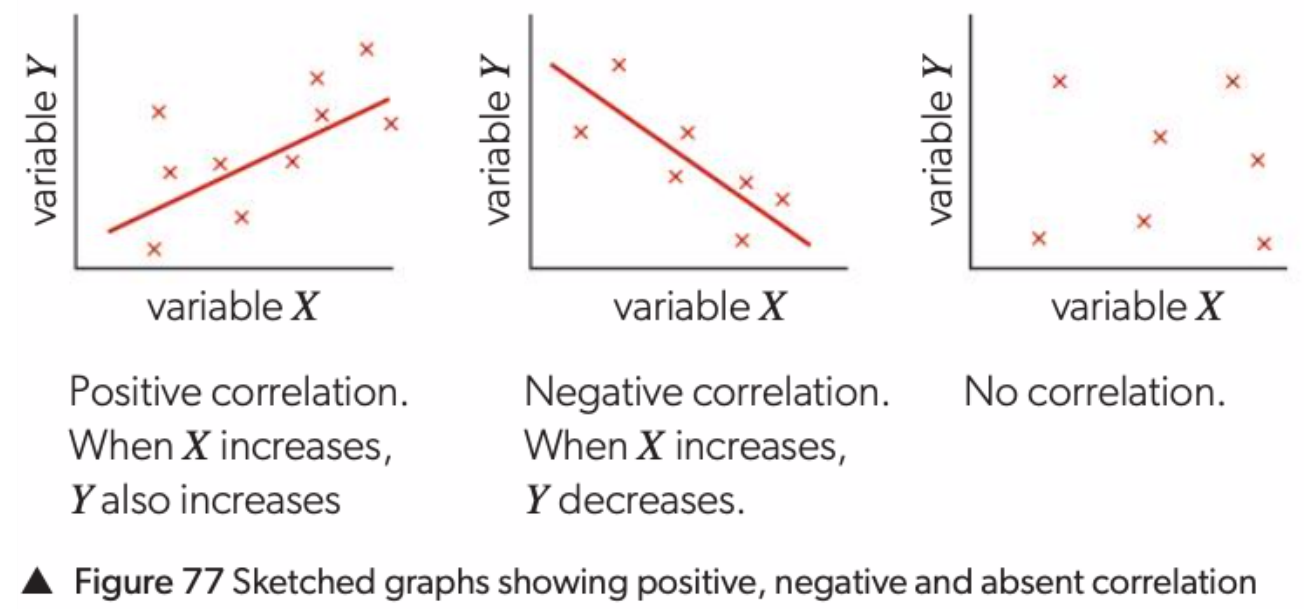 variable Y
variable X
variable Y
variable X
variable Y
variable X
Positive correlation.
When X increases,
Y also increases
Negative correlation.
When X increases,
Y decreases.
No correlation.
▲ Figure 77 Sketched graphs showing positive, negative and absent correlation